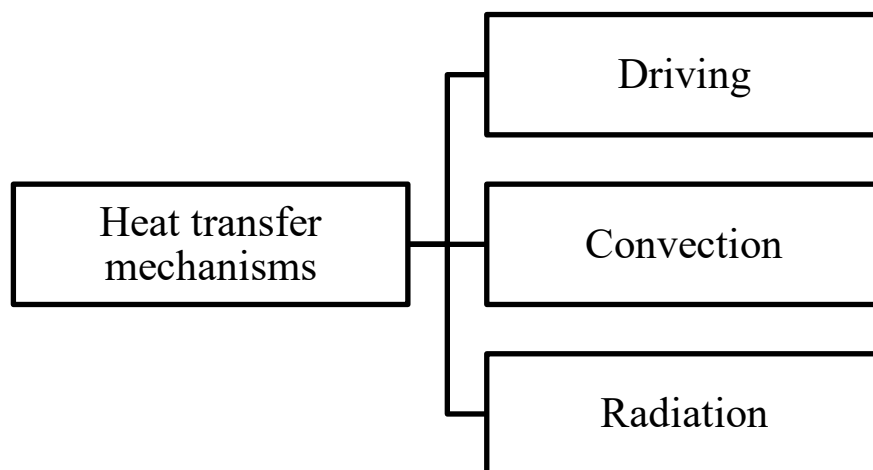 Driving
Heat transfer
mechanisms
Convection
Radiation